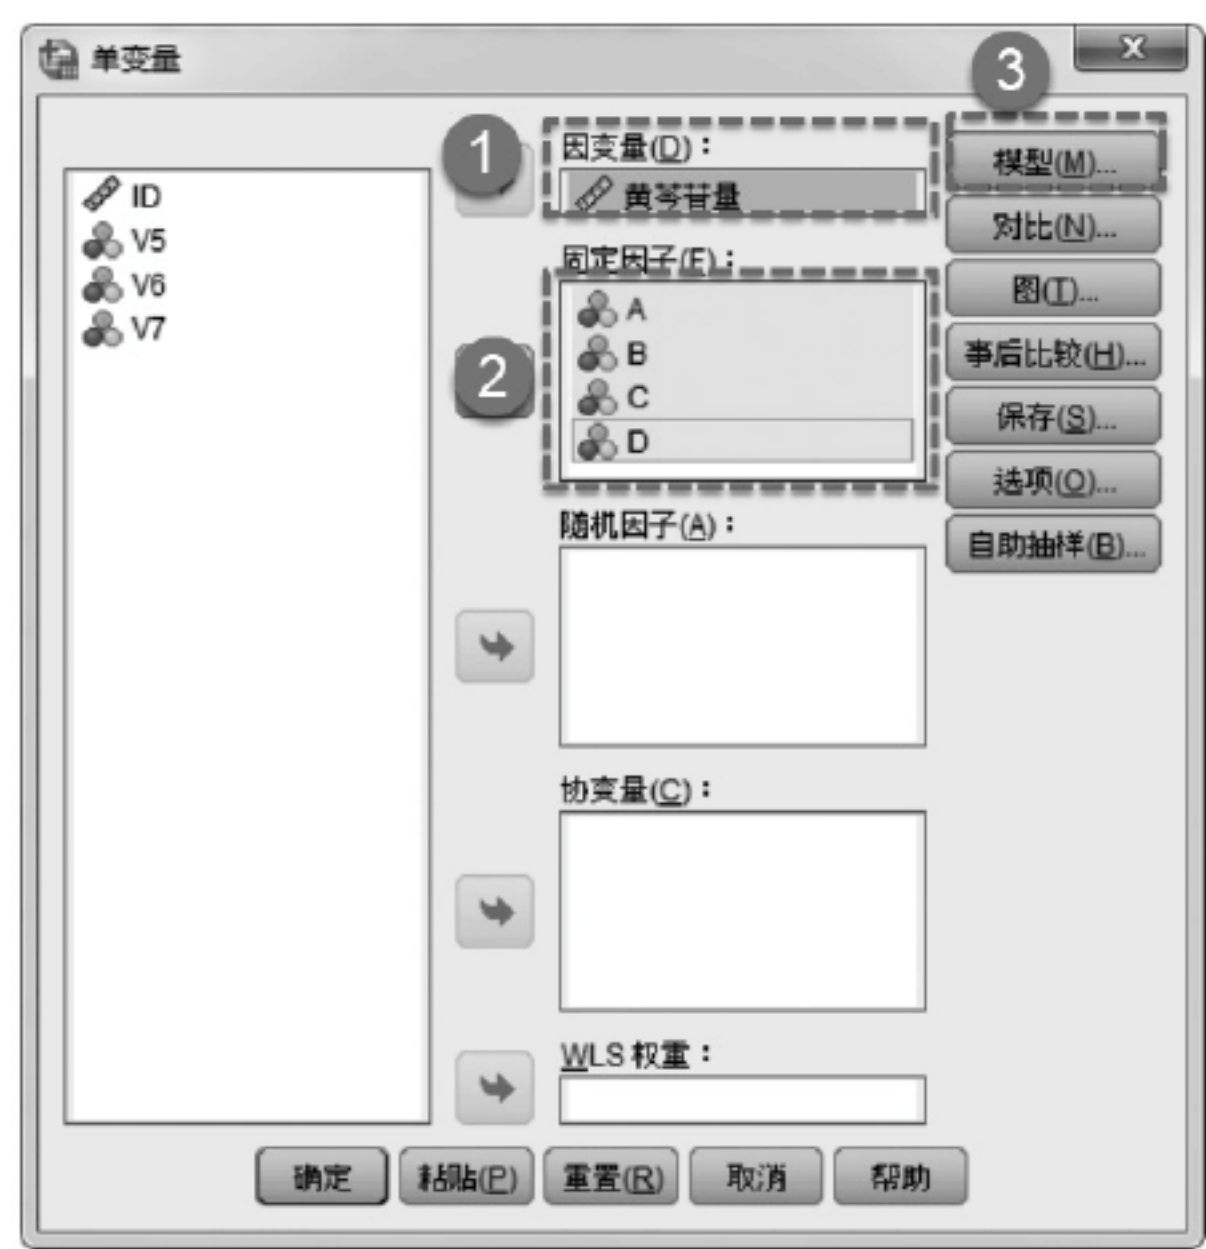 单变量
X
3
1
因变量(D)：
黄芩苷量
ID
V5
V6
V7
固定因子(F)：
2
A
B
C
D
随机因子(A)：
协变量(C)：
WLS 权重：
模型(M)...
对比(N)...
图(T)...
事后比较(H)...
保存(S)...
选项(O)...
自助抽样(B)...
确定
粘贴(P)
重置(R)
取消
帮助